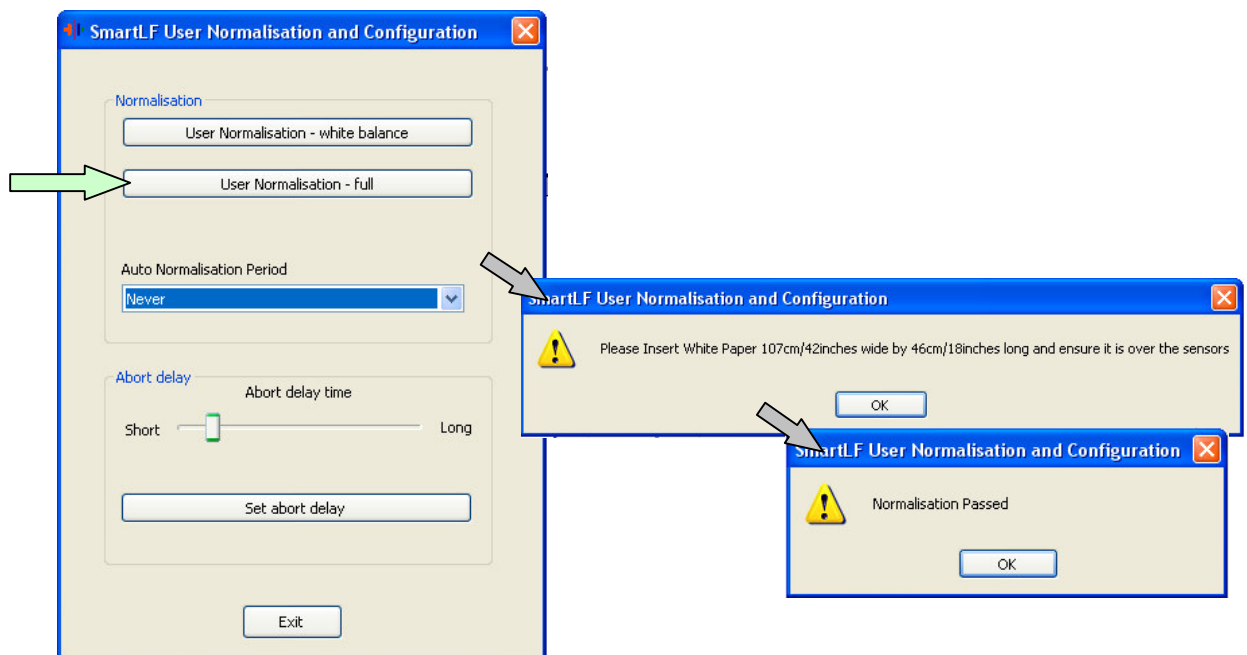 SmartLF User Normalisation and Configuration
Normalisation
User Normalisation - white balance
User Normalisation - full
Auto Normalisation Period
Never
Abort delay
Abort delay time
Short
Long
Set abort delay
Exit
SmartLF User Normalisation and Configuration
Please Insert White Paper 107cm/42inches wide by 46cm/18inches long and ensure it is over the sensors
OK
SmartLF User Normalisation and Configuration
Normalisation Passed
OK